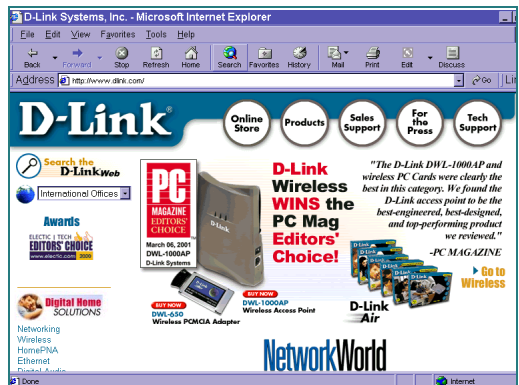 D-Link Systems, Inc. - Microsoft Internet Explorer
File Edit View Favorites Tools Help
Back Forward Stop Refresh Home Search Favorites History Mail Print Edit Discuss
Address http://www.dlink.com/ Go
D-Link®
Online Store
Products
Sales Support
For the Press
Tech Support
Search the
D-LinkWeb
International Offices
Awards
ELECTIC | TECH
EDITORS' CHOICE
www.electic.com 2000
Digital Home
SOLUTIONS
Networking
Wireless
HomePNA
Ethernet
Digital Audio
PC
MAGAZINE
EDITORS'
CHOICE
March 06, 2001
DWL-1000AP
D-Link Systems
D-Link
Wireless
WINS the
PC Mag
Editors'
Choice!
"The D-Link DWL-1000AP and
wireless PC Cards were clearly the
best in this category. We found the
D-Link access point to be the
best-engineered, best-designed,
and top-performing product
we reviewed."
-PC MAGAZINE
Go to
Wireless
BUY NOW
DWL-650
Wireless PCMCIA Adapter
BUY NOW
DWL-1000AP
Wireless Access Point
D-Link
Air
NetworkWorld
Done
Internet